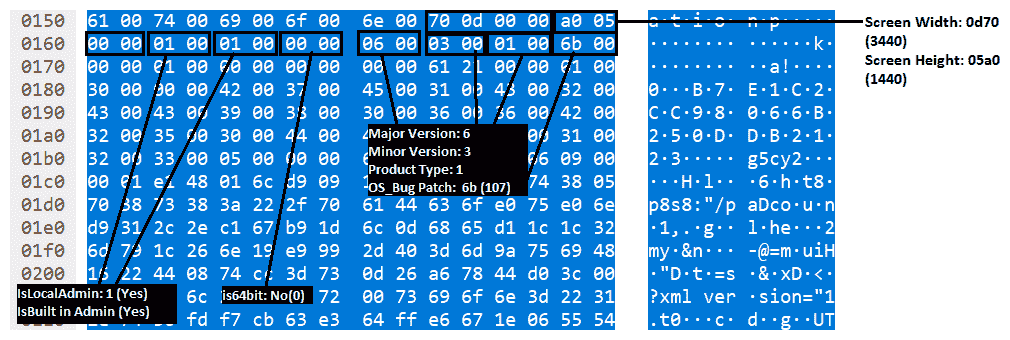 0150 61 00 74 00 69 00 6f 00 6e 00 70 0d 00 00 a0 05 a·t·i·o· n·p·····
Screen Width: 0d70
(3440)
Screen Height: 05a0
(1440)
0160 00 00 01 00 01 00 00 00 06 00 03 00 01 00 6b 00 ········ ······k·
0170 00 00 01 00 00 00 00 00 00 00 61 21 00 00 01 00 ········ ··a!····
0180 30 00 00 00 42 00 37 00 45 00 31 00 43 00 32 00 0···B·7· E·1·C·2·
0190 43 00 43 00 39 00 38 00 30 00 36 00 36 00 42 00 C·C·9·8· 0·6·6·B·
01a0 32 00 35 00 30 00 44 00 00 31 00 2·5·0·D· D·B·2·1·
01b0 32 00 33 00 05 00 00 00 06 09 00 2·3····· g5cy2···
01c0 00 01 e1 48 01 6c d9 09 74 38 05 ···H·l·· ·6·ht8·
01d0 70 38 73 38 3a 22 2f 70 61 44 63 6f e0 75 e0 6e p8s8:"/p aDco·u·n
01e0 d9 31 2c 2e c1 67 b9 1d 6c 0d 68 65 d1 1c 1c 32 ·1,.·g·· l·he···2
01f0 6d 79 1c 26 6e 19 e9 99 2d 40 3d 6d 9a 75 69 48 my·&n··· -@=m·uiH
0200 16 22 44 08 74 cc 3d 73 0d 26 a6 78 44 d0 3c 00 ·"D·t·=s ·&·xD·<·
6c 72 00 73 69 6f 6e 3d 22 31 ?xml ver ·sion="1
fd f7 cb 63 e3 64 ff e6 67 1e 06 55 54 .t0···c· d··g··UT
Major Version: 6
Minor Version: 3
Product Type: 1
OS_Bug Patch: 6b (107)
IsLocalAdmin: 1 (Yes)
IsBuilt in Admin (Yes)
is64bit: No(0)